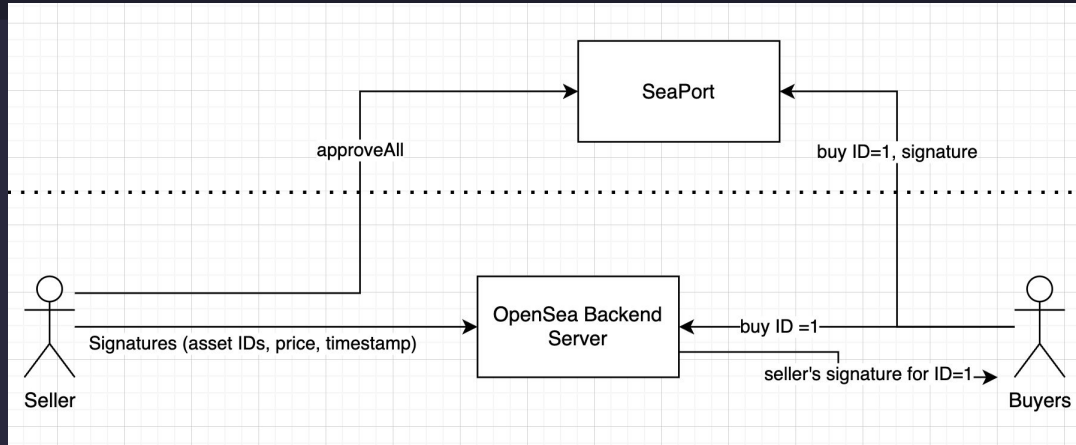 SeaPort
approveAll
buy ID=1, signature
OpenSea Backend
Server
buy ID =1
Signatures (asset IDs, price, timestamp)
seller's signature for ID=1
Seller
Buyers